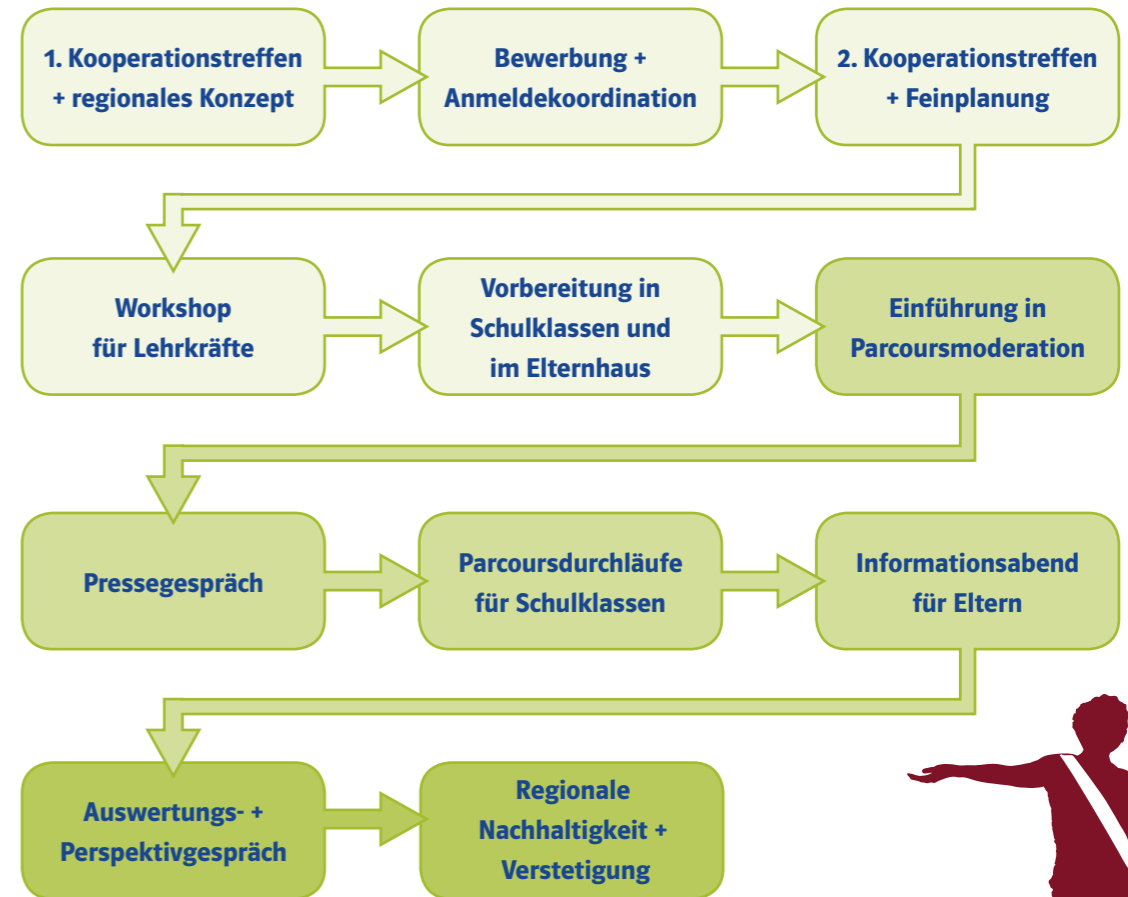 1. Kooperationstreffen
+ regionales Konzept
Bewerbung +
Anmeldekoordination
2. Kooperationstreffen
+ Feinplanung
Workshop
für Lehrkräfte
Vorbereitung in
Schulklassen und
im Elternhaus
Einführung in
Parcoursmoderation
Pressegespräch
Parcoursdurchläufe
für Schulklassen
Informationsabend
für Eltern
Auswertungs- +
Perspektivgespräch
Regionale
Nachhaltigkeit +
Verstetigung